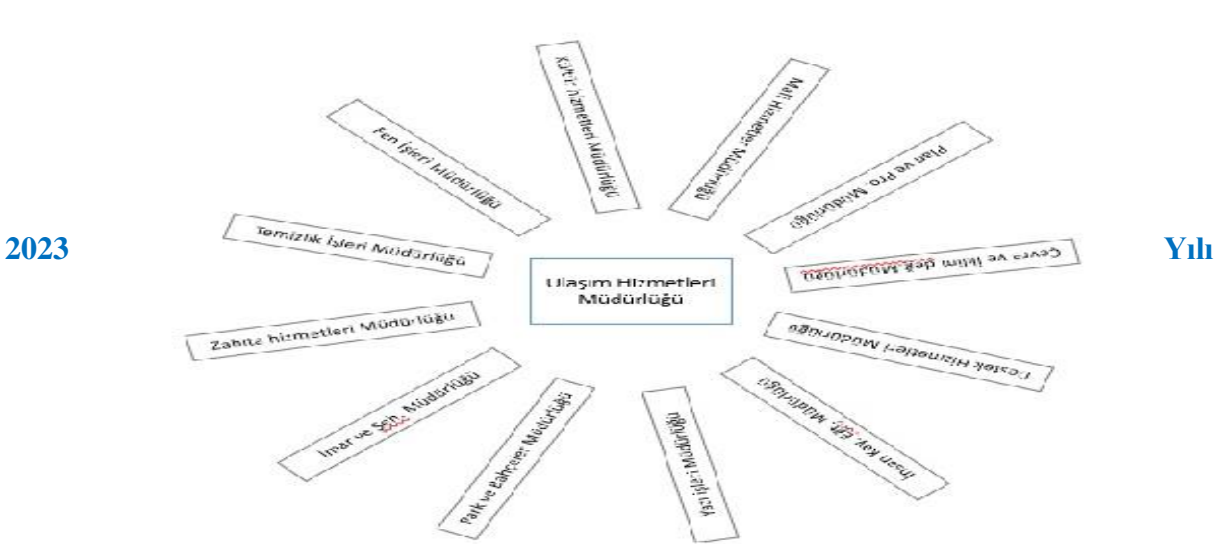 Kültür hizmetleri Müdürlüğü
Mali Hizmetler Müdürlüğü
Fen İşleri Müdürlüğü
Plan ve Pro. Müdürlüğü
Temizlik İşleri Müdürlüğü
2023
Yılı
Çevre ve iklim değ Müdürlüğü
Ulaşım Hizmetleri
Müdürlüğü
Zabıta hizmetleri Müdürlüğü
Destek Hizmetleri Müdürlüğü
İmar ve Şeh. Müdürlüğü
İnsan Kay. Eğt. Müdürlüğü
Park ve Bahçeler Müdürlüğü
Yazı işleri Müdürlüğü